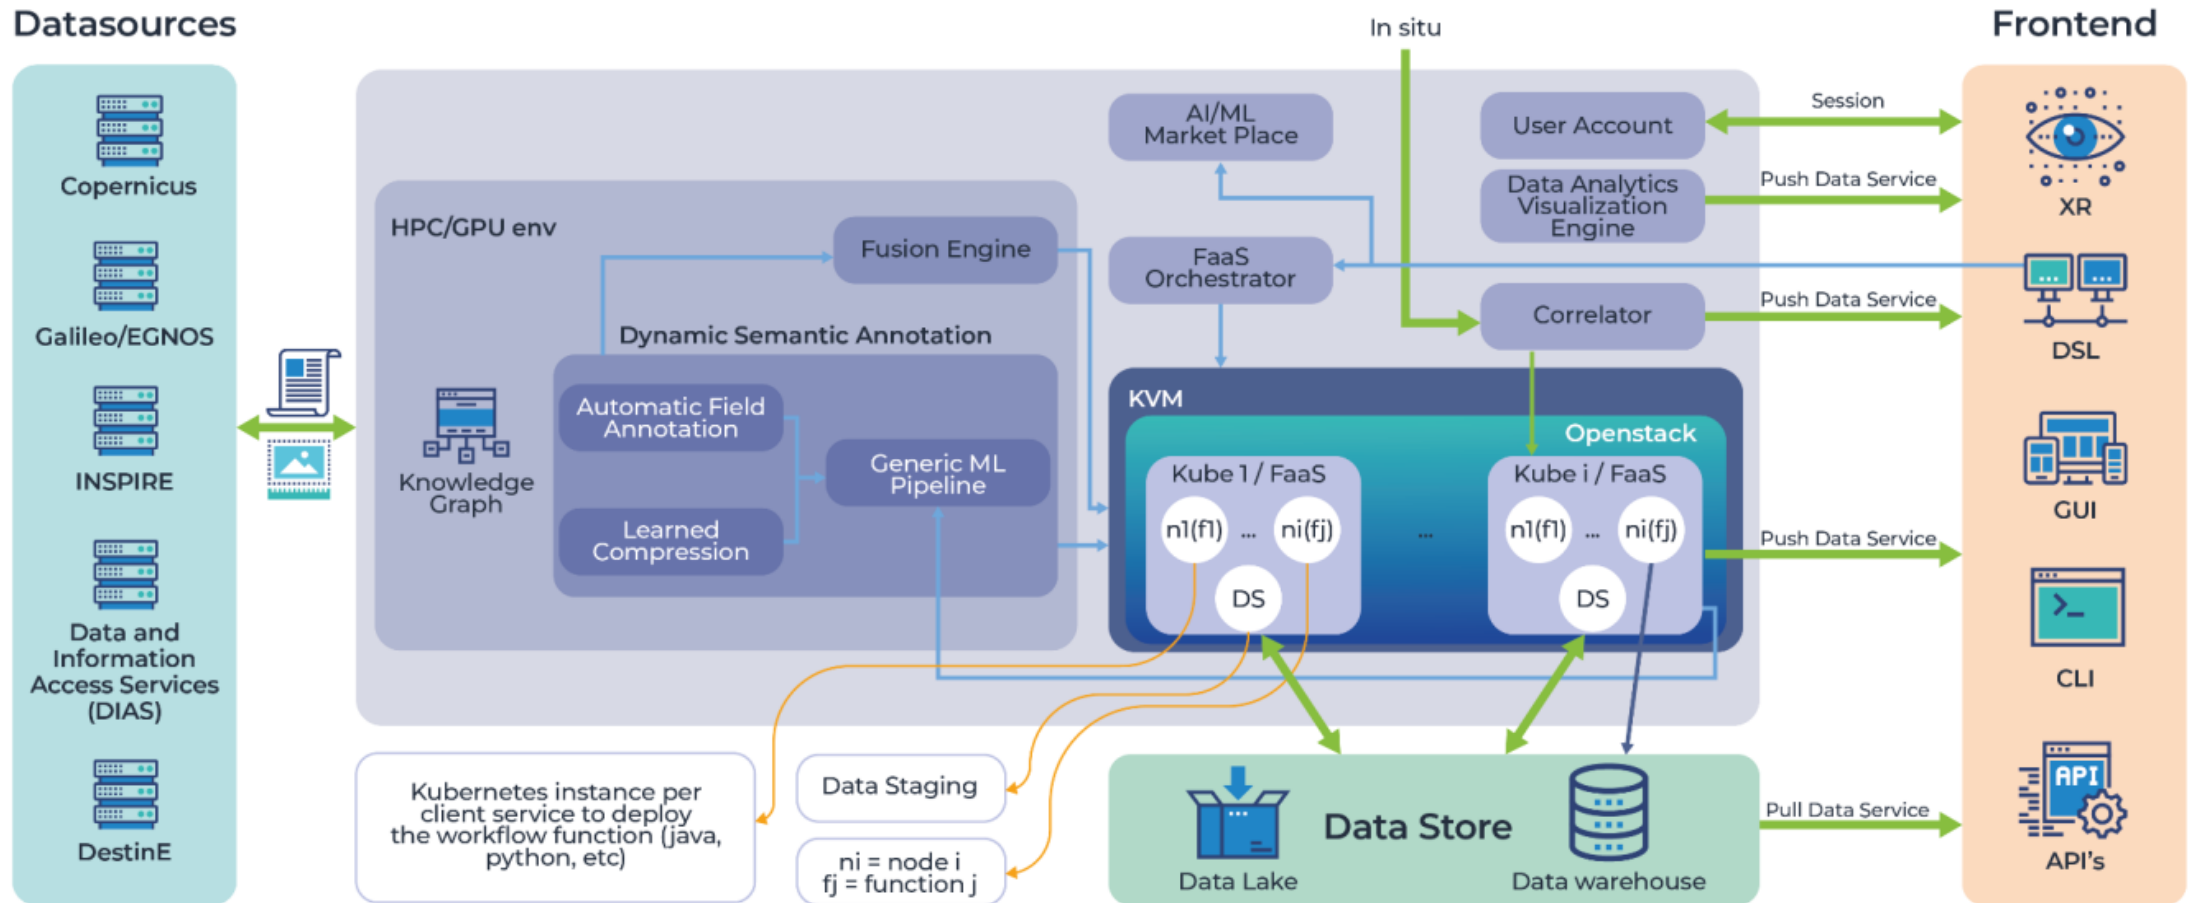 Datasources
Copernicus
Galileo/EGNOS
INSPIRE
Data and
Information
Access Services
(DIAS)
DestinE
HPC/GPU env
Fusion Engine
Dynamic Semantic Annotation
Knowledge
Graph
Automatic Field
Annotation
Learned
Compression
Generic ML
Pipeline
In situ
AI/ML
Market Place
FaaS
Orchestrator
User Account
Data Analytics
Visualization
Engine
Correlator
KVM
Openstack
Kube 1 / FaaS
n1(f1) ... ni(fj)
DS
...
Kube i / FaaS
n1(f1) ... ni(fj)
DS
Kubernetes instance per
client service to deploy
the workflow function (java,
python, etc)
Data Staging
ni = node i
fj = function j
Data Store
Data Lake
Data warehouse
Session
Push Data Service
Push Data Service
Push Data Service
Pull Data Service
Frontend
XR
... ...
DSL
GUI
>_
CLI
API
API's